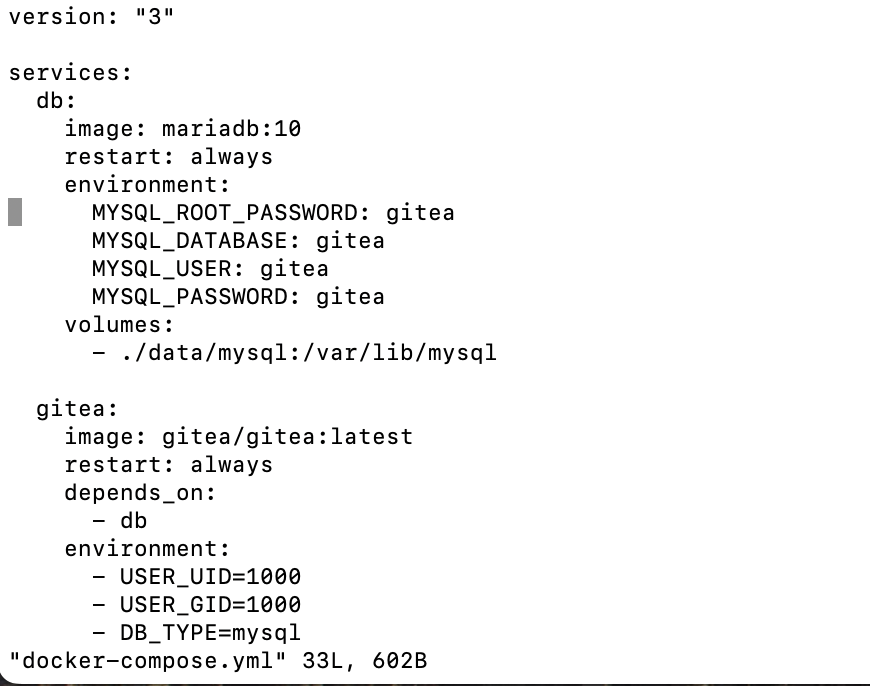 version: "3"

services:
  db:
    image: mariadb:10
    restart: always
    environment:
      MYSQL_ROOT_PASSWORD: gitea
      MYSQL_DATABASE: gitea
      MYSQL_USER: gitea
      MYSQL_PASSWORD: gitea
    volumes:
      - ./data/mysql:/var/lib/mysql

  gitea:
    image: gitea/gitea:latest
    restart: always
    depends_on:
      - db
    environment:
      - USER_UID=1000
      - USER_GID=1000
      - DB_TYPE=mysql
"docker-compose.yml" 33L, 602B